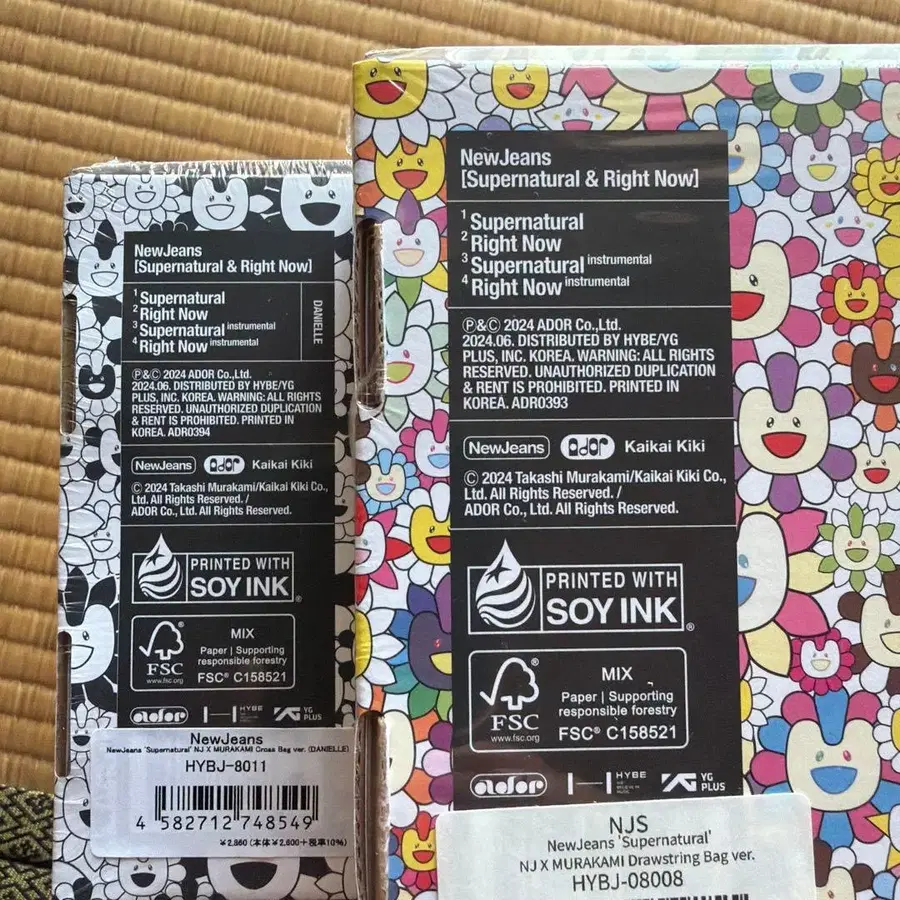 NewJeans
[Supernatural & Right Now]
1 Supernatural
2 Right Now
3 Supernatural instrumental
4 Right Now instrumental
DANIELLE
Ⓟ&© 2024 ADOR Co.,Ltd.
2024.06. DISTRIBUTED BY HYBE/YG
PLUS, INC. KOREA. WARNING: ALL RIGHTS
RESERVED. UNAUTHORIZED DUPLICATION
& RENT IS PROHIBITED. PRINTED IN
KOREA. ADR0394
NewJeans ador Kaikai Kiki
© 2024 Takashi Murakami/Kaikai Kiki Co.,
Ltd. All Rights Reserved. /
ADOR Co., Ltd. All Rights Reserved.
PRINTED WITH
SOY INK®
FSC
www.fsc.org
MIX
Paper | Supporting
responsible forestry
FSC® C158521
ador HYBE YG PLUS
NewJeans
NewJeans 'Supernatural' NJ X MURAKAMI Cross Bag ver. (DANIELLE)
HYBJ-8011
4 582712 748549
¥2,860 (本体¥2,600+税率10%)
NewJeans
[Supernatural & Right Now]
1 Supernatural
2 Right Now
3 Supernatural instrumental
4 Right Now instrumental
Ⓟ&© 2024 ADOR Co.,Ltd.
2024.06. DISTRIBUTED BY HYBE/YG
PLUS, INC. KOREA. WARNING: ALL RIGHTS
RESERVED. UNAUTHORIZED DUPLICATION
& RENT IS PROHIBITED. PRINTED IN
KOREA. ADR0393
NewJeans ador Kaikai Kiki
© 2024 Takashi Murakami/Kaikai Kiki Co.,
Ltd. All Rights Reserved. /
ADOR Co., Ltd. All Rights Reserved.
PRINTED WITH
SOY INK®
FSC®
www.fsc.org
MIX
Paper | Supporting
responsible forestry
FSC® C158521
ador HYBE YG PLUS
NJS
NewJeans 'Supernatural'
NJ X MURAKAMI Drawstring Bag ver.
HYBJ-08008